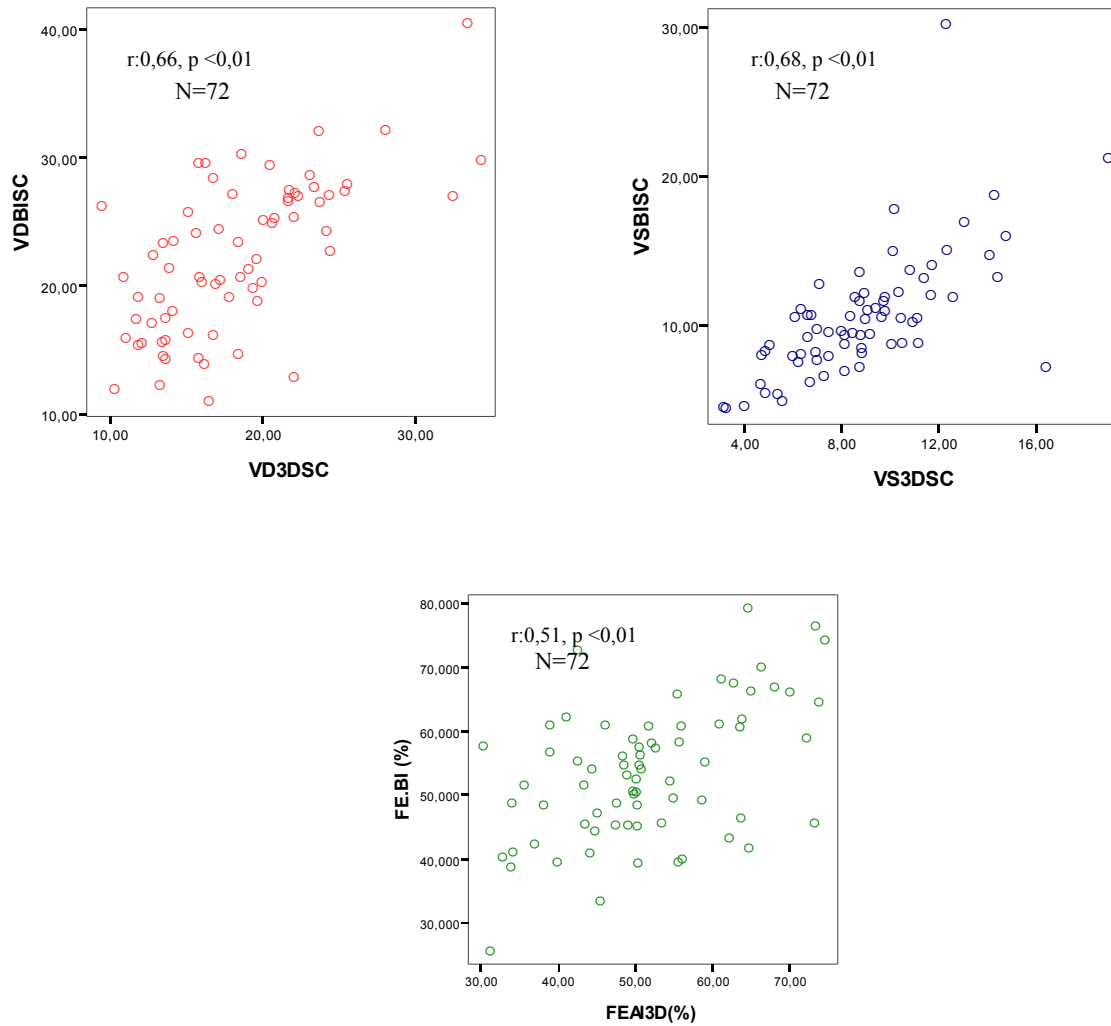 40,00
30,00
20,00
10,00
VDBISC
r:0,66, p <0,01
N=72
10,00 20,00 30,00
VD3DSC
30,00
20,00
10,00
VSBISC
r:0,68, p <0,01
N=72
4,00 8,00 12,00 16,00
VS3DSC
80,000
70,000
60,000
50,000
40,000
30,000
FE.BI (%)
r:0,51, p <0,01
N=72
30,00 40,00 50,00 60,00 70,00
FEAI3D(%)